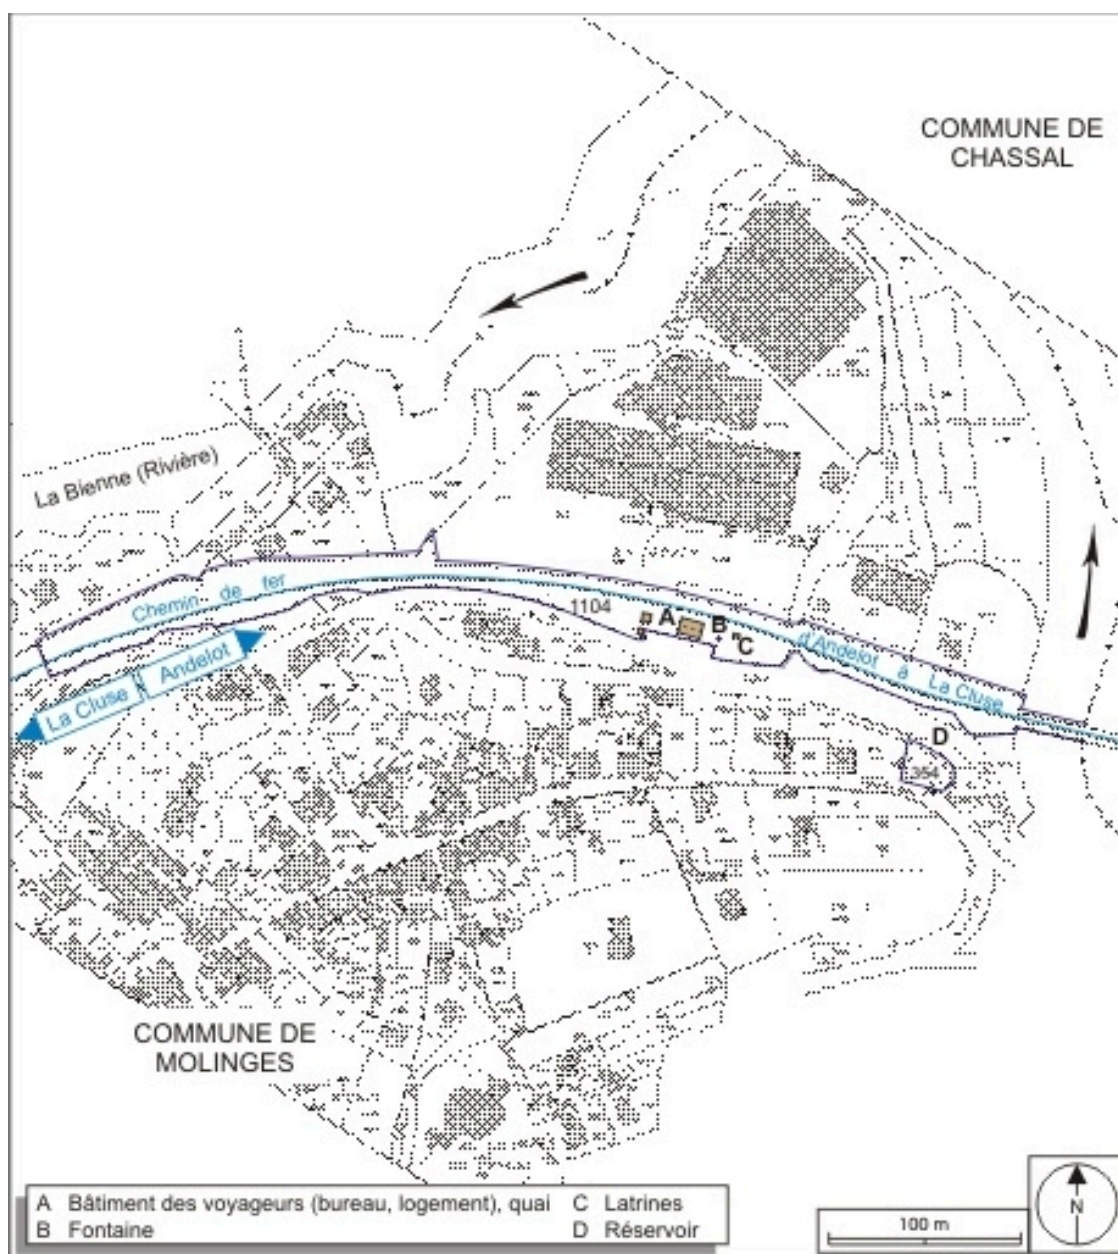 COMMUNE DE
CHASSAL
La Bienne (Rivière)
Chemin de fer
1104
A
B
C
d'Andelot à La Cluse
La Cluse
Andelot
D
354
COMMUNE DE
MOLINGES
A Bâtiment des voyageurs (bureau, logement), quai
B Fontaine
C Latrines
D Réservoir
100 m
N